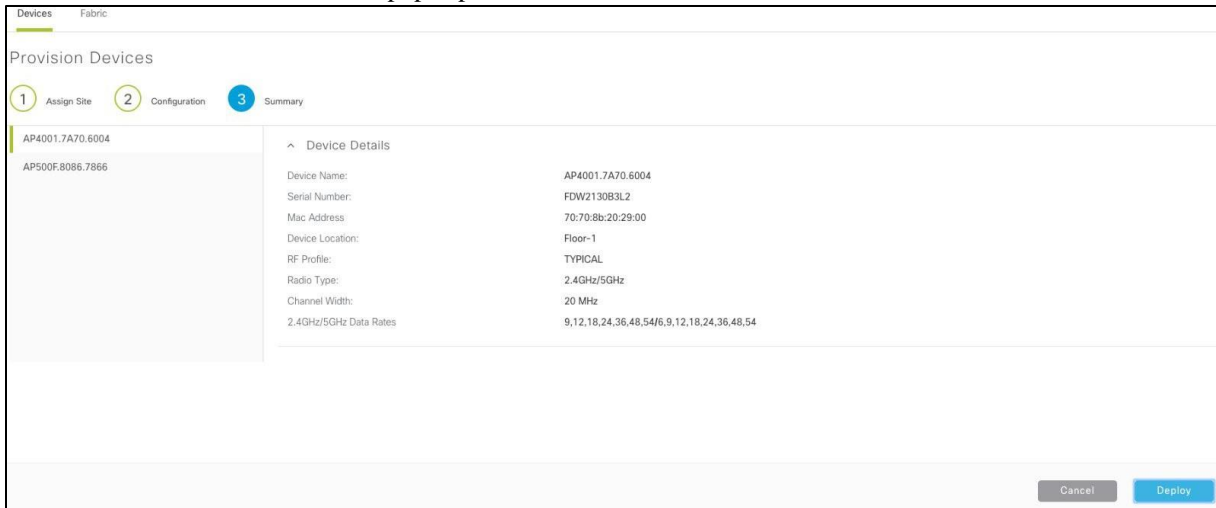 Devices Fabric
Provision Devices
1 Assign Site 2 Configuration 3 Summary
AP4001.7A70.6004
AP500F.8086.7866
Device Details
Device Name: AP4001.7A70.6004
Serial Number: FDW2130B3L2
Mac Address 70:70:8b:20:29:00
Device Location: Floor-1
RF Profile: TYPICAL
Radio Type: 2.4GHz/5GHz
Channel Width: 20 MHz
2.4GHz/5GHz Data Rates 9,12,18,24,36,48,54/6,9,12,18,24,36,48,54
Cancel Deploy